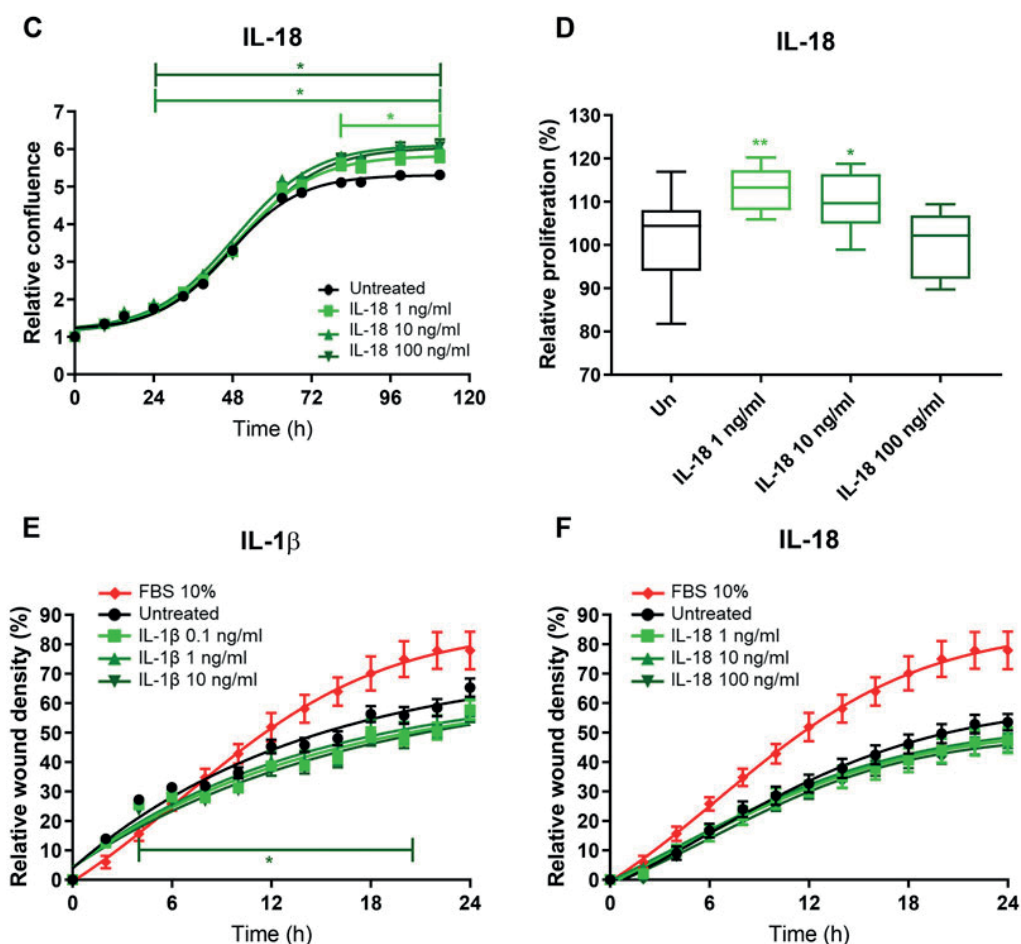 C
IL-18
*
*
*
Relative confluence
7
6
5
4
3
2
1
0
Untreated
IL-18 1 ng/ml
IL-18 10 ng/ml
IL-18 100 ng/ml
0 24 48 72 96 120
Time (h)
D
IL-18
Relative proliferation (%)
130
120
110
100
90
80
70
**
*
Un
IL-18 1 ng/ml
IL-18 10 ng/ml
IL-18 100 ng/ml
E
IL-1β
FBS 10%
Untreated
IL-1β 0.1 ng/ml
IL-1β 1 ng/ml
IL-1β 10 ng/ml
Relative wound density (%)
90
80
70
60
50
40
30
20
10
0
*
0 6 12 18 24
Time (h)
F
IL-18
FBS 10%
Untreated
IL-18 1 ng/ml
IL-18 10 ng/ml
IL-18 100 ng/ml
Relative wound density (%)
90
80
70
60
50
40
30
20
10
0
0 6 12 18 24
Time (h)